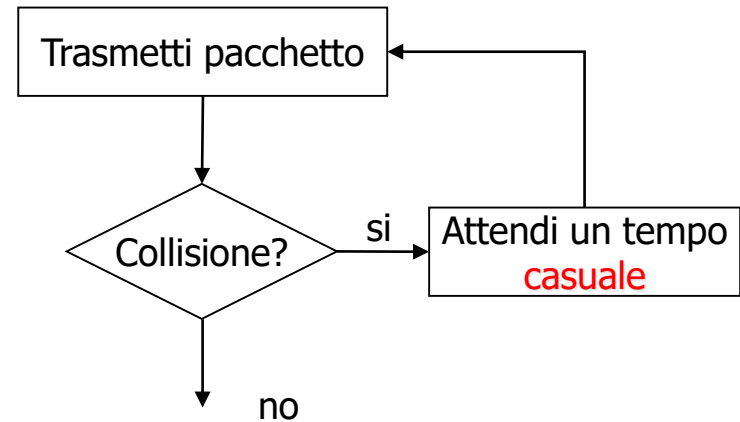 Trasmetti pacchetto
Collisione?
si
Attendi un tempo
casuale
no